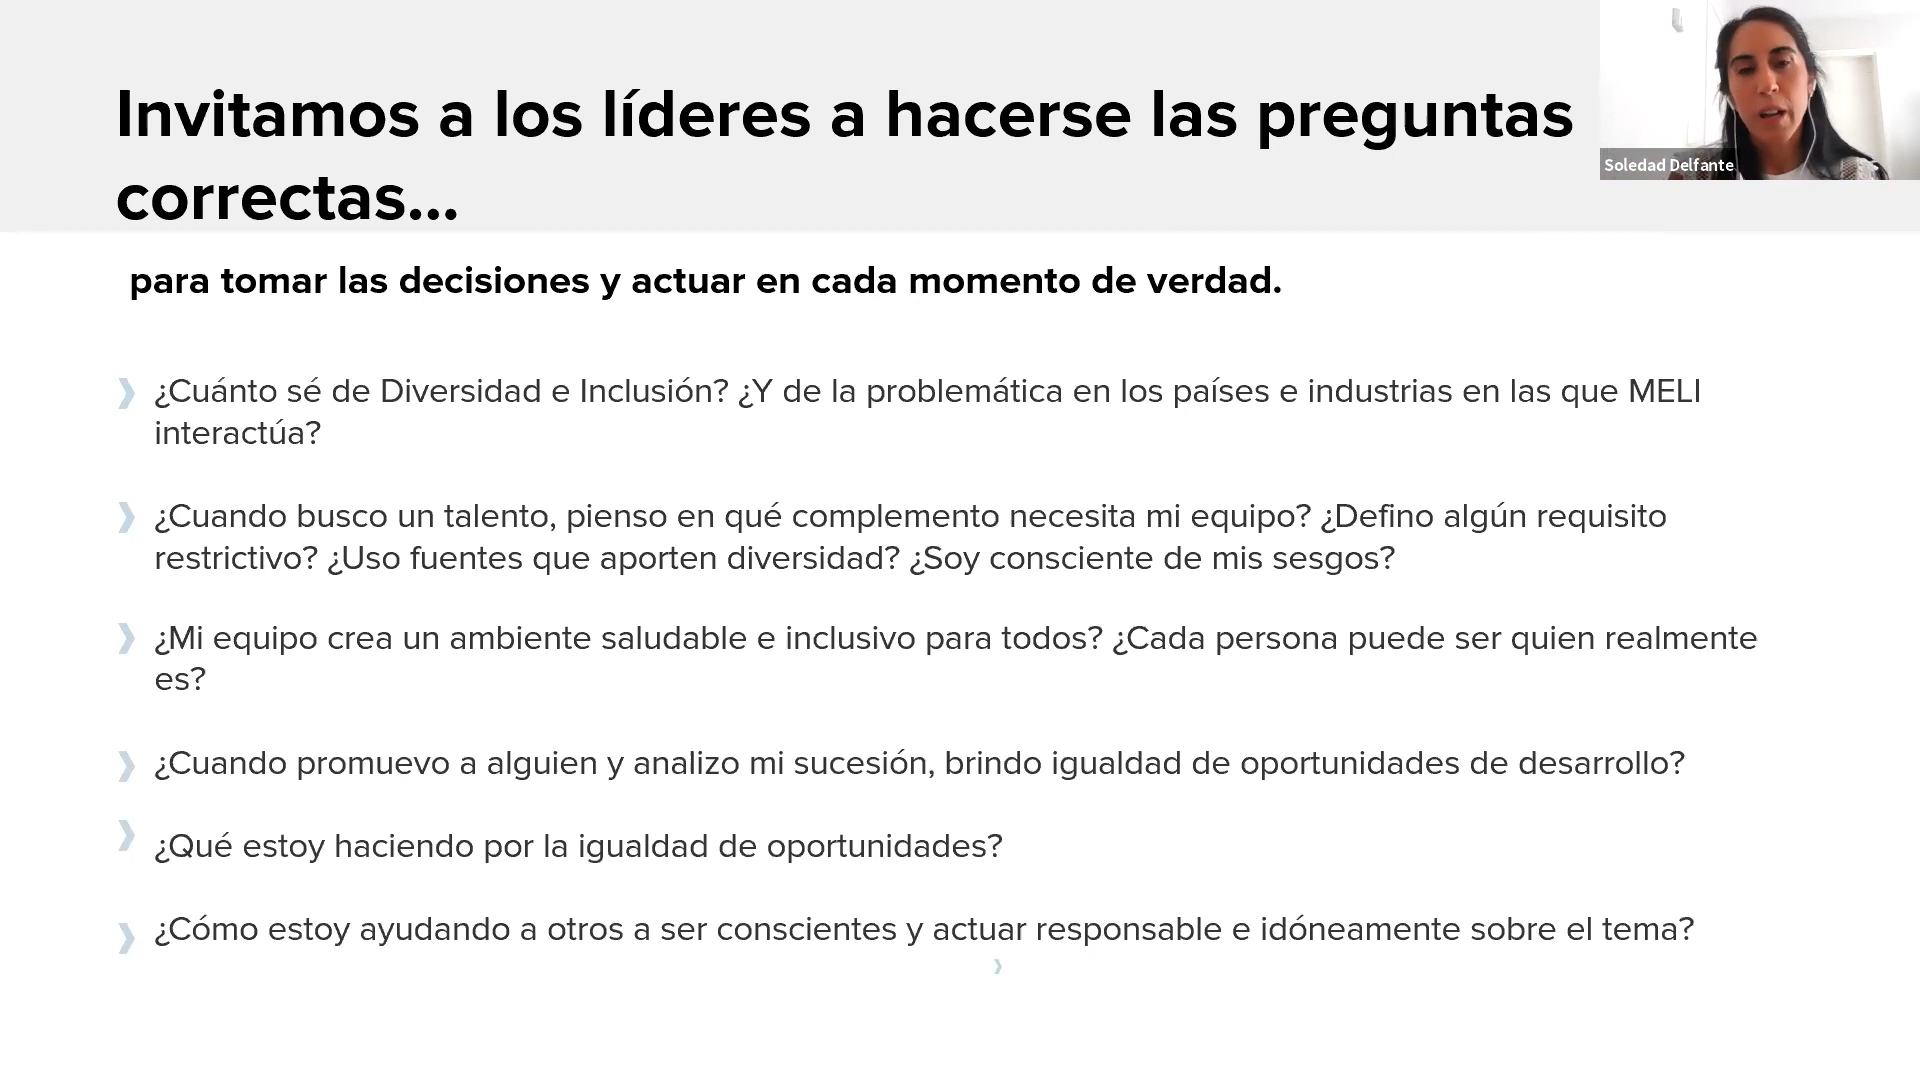 Invitamos a los líderes a hacerse las preguntas
correctas...
Soledad Delfante
para tomar las decisiones y actuar en cada momento de verdad.
¿Cuánto sé de Diversidad e Inclusión? ¿Y de la problemática en los países e industrias en las que MELI
interactúa?
¿Cuando busco un talento, pienso en qué complemento necesita mi equipo? ¿Defino algún requisito
restrictivo? ¿Uso fuentes que aporten diversidad? ¿Soy consciente de mis sesgos?
¿Mi equipo crea un ambiente saludable e inclusivo para todos? ¿Cada persona puede ser quien realmente
es?
¿Cuando promuevo a alguien y analizo mi sucesión, brindo igualdad de oportunidades de desarrollo?
¿Qué estoy haciendo por la igualdad de oportunidades?
¿Cómo estoy ayudando a otros a ser conscientes y actuar responsable e idóneamente sobre el tema?